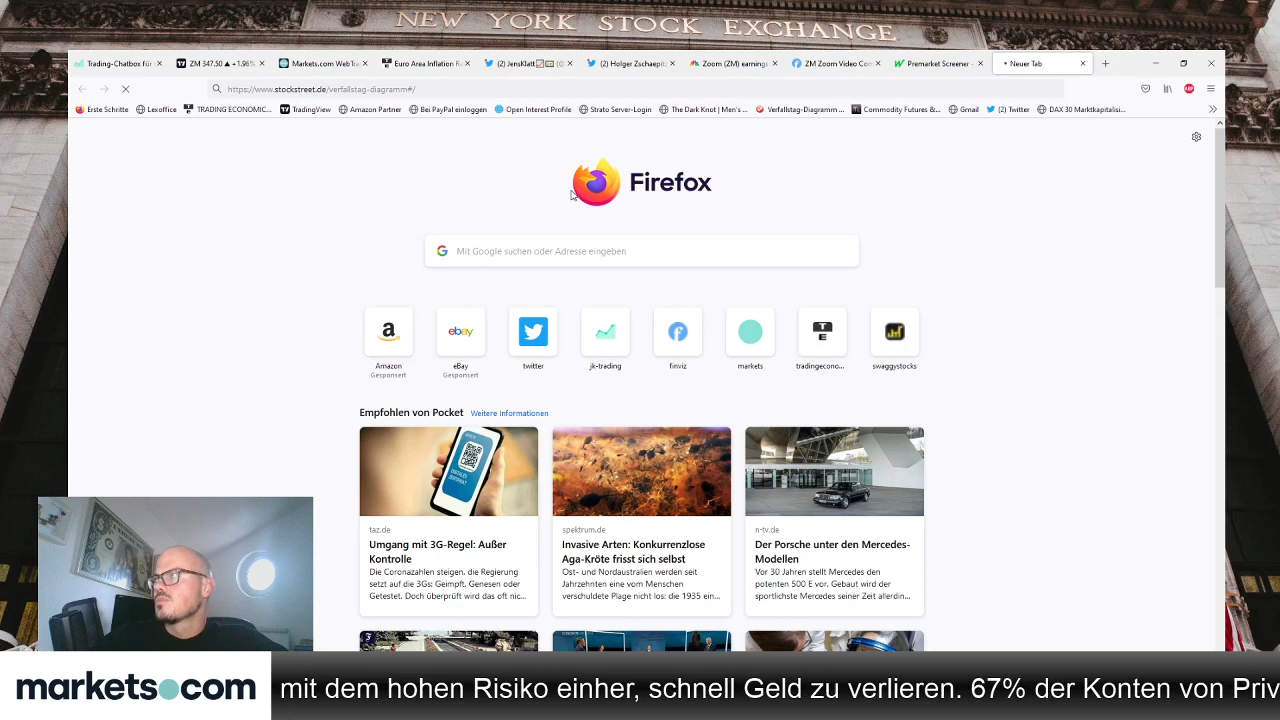 NEW YORK STOCK EXCHANGE
Trading-Chatbox für
ZM 347.50 ▲ +1.96%
Markets.com WebTra
Euro Area Inflation Ra
(2) JensKlatt
(2) Holger Zschaepitz
Zoom (ZM) earnings
ZM Zoom Video Com
Premarket Screener -
Neuer Tab
https://www.stockstreet.de/verfallstag-diagramm#/
Erste Schritte
Lexoffice
TRADING ECONOMIC...
TradingView
Amazon Partner
Bei PayPal einloggen
Open Interest Profile
Strato Server-Login
The Dark Knot | Men's ...
Verfallstag-Diagramm ...
Commodity Futures &...
Gmail
(2) Twitter
DAX 30 Marktkapitalisi...
Firefox
Mit Google suchen oder Adresse eingeben
Amazon
Gesponsert
eBay
Gesponsert
twitter
jk-trading
finviz
markets
tradingecono...
swaggystocks
Empfohlen von Pocket Weitere Informationen
taz.de
Umgang mit 3G-Regel: Außer
Kontrolle
Die Coronazahlen steigen, die Regierung
setzt auf die 3Gs: Geimpft. Genesen oder
Getestet. Doch überprüft wird das oft nic...
spektrum.de
Invasive Arten: Konkurrenzlose
Aga-Kröte frisst sich selbst
Ost- und Nordaustralien werden seit
Jahrzehnten eine vom Menschen
verschuldete Plage nicht los: die 1935 ein...
n-tv.de
Der Porsche unter den Mercedes-
Modellen
Vor 30 Jahren stellt Mercedes den
potenten 500 E vor. Gebaut wird der
sportlichste Mercedes seiner Zeit allerdin...
markets.com
mit dem hohen Risiko einher, schnell Geld zu verlieren. 67% der Konten von Priv